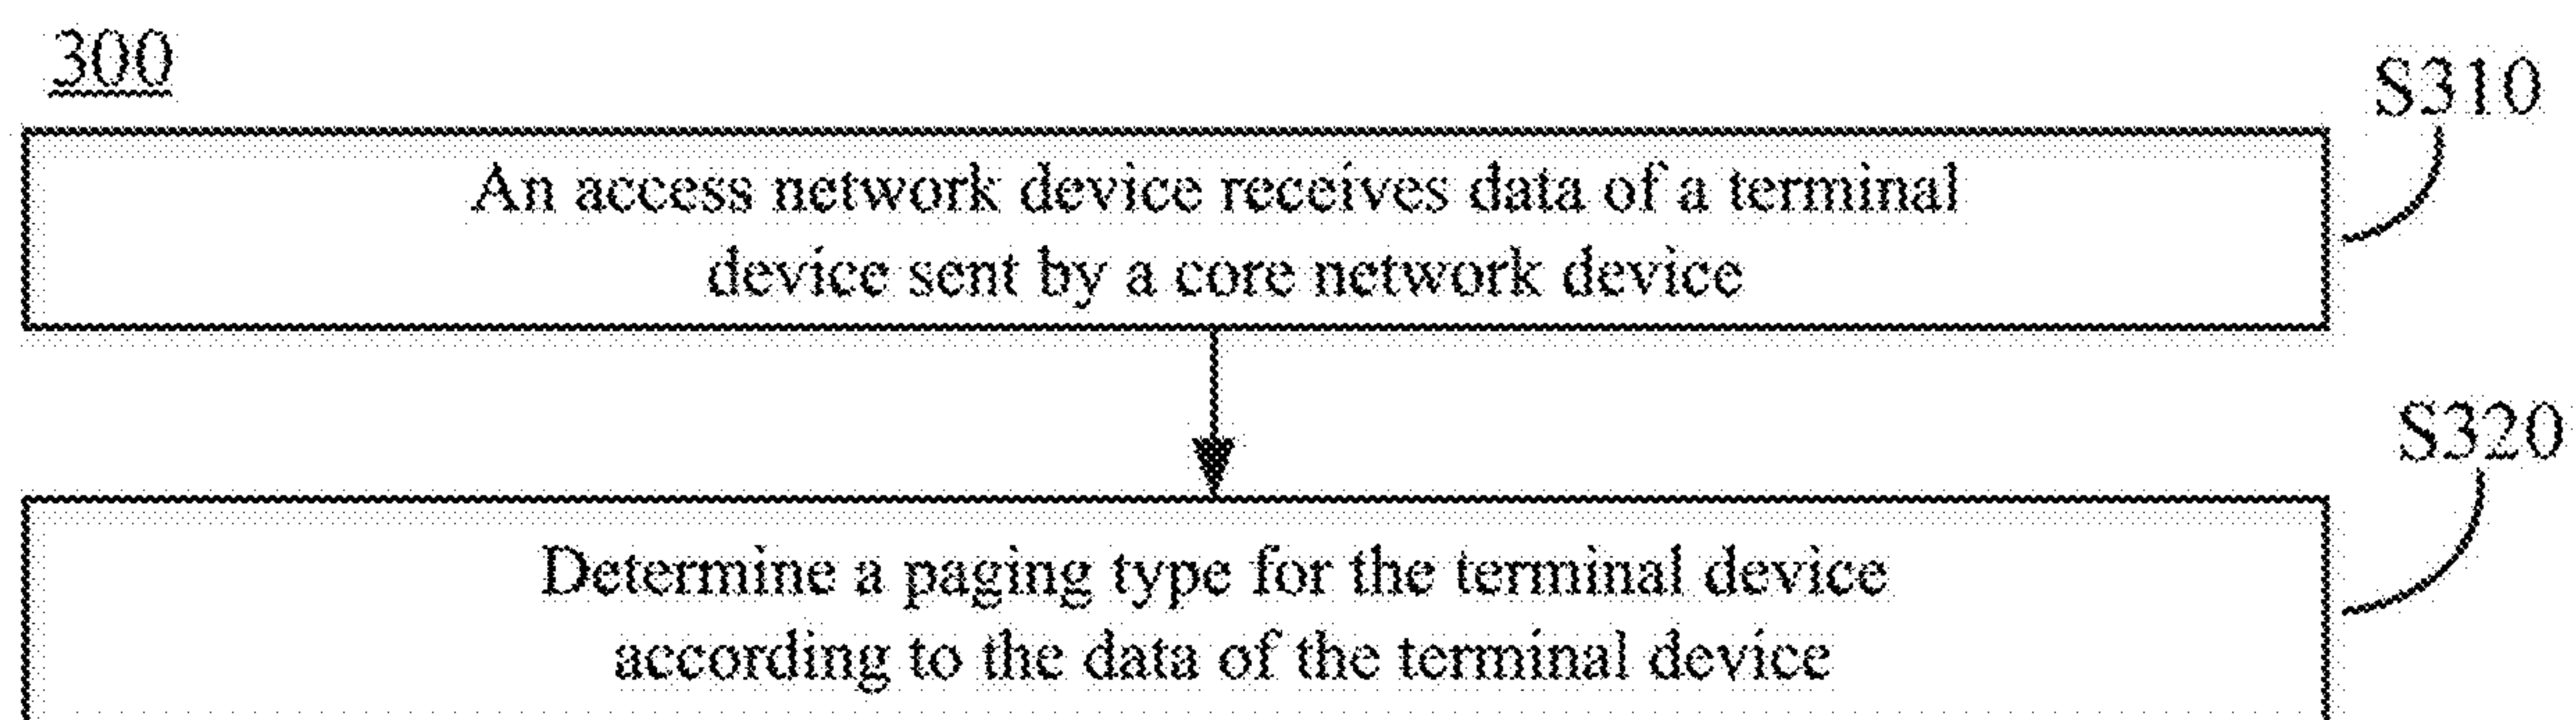 300
S310
An access network device receives data of a terminal
device sent by a core network device
S320
Determine a paging type for the terminal device
according to the data of the terminal device